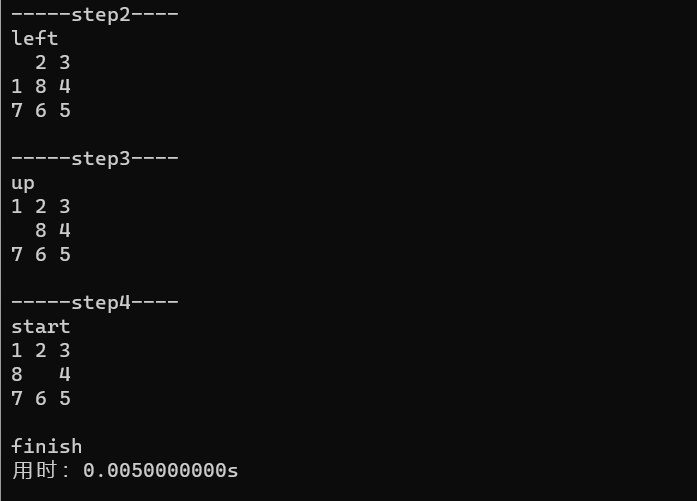 -----step2----
left
  2 3
1 8 4
7 6 5

-----step3----
up
1 2 3
  8 4
7 6 5

-----step4----
start
1 2 3
8   4
7 6 5

finish
用时: 0.0050000000s